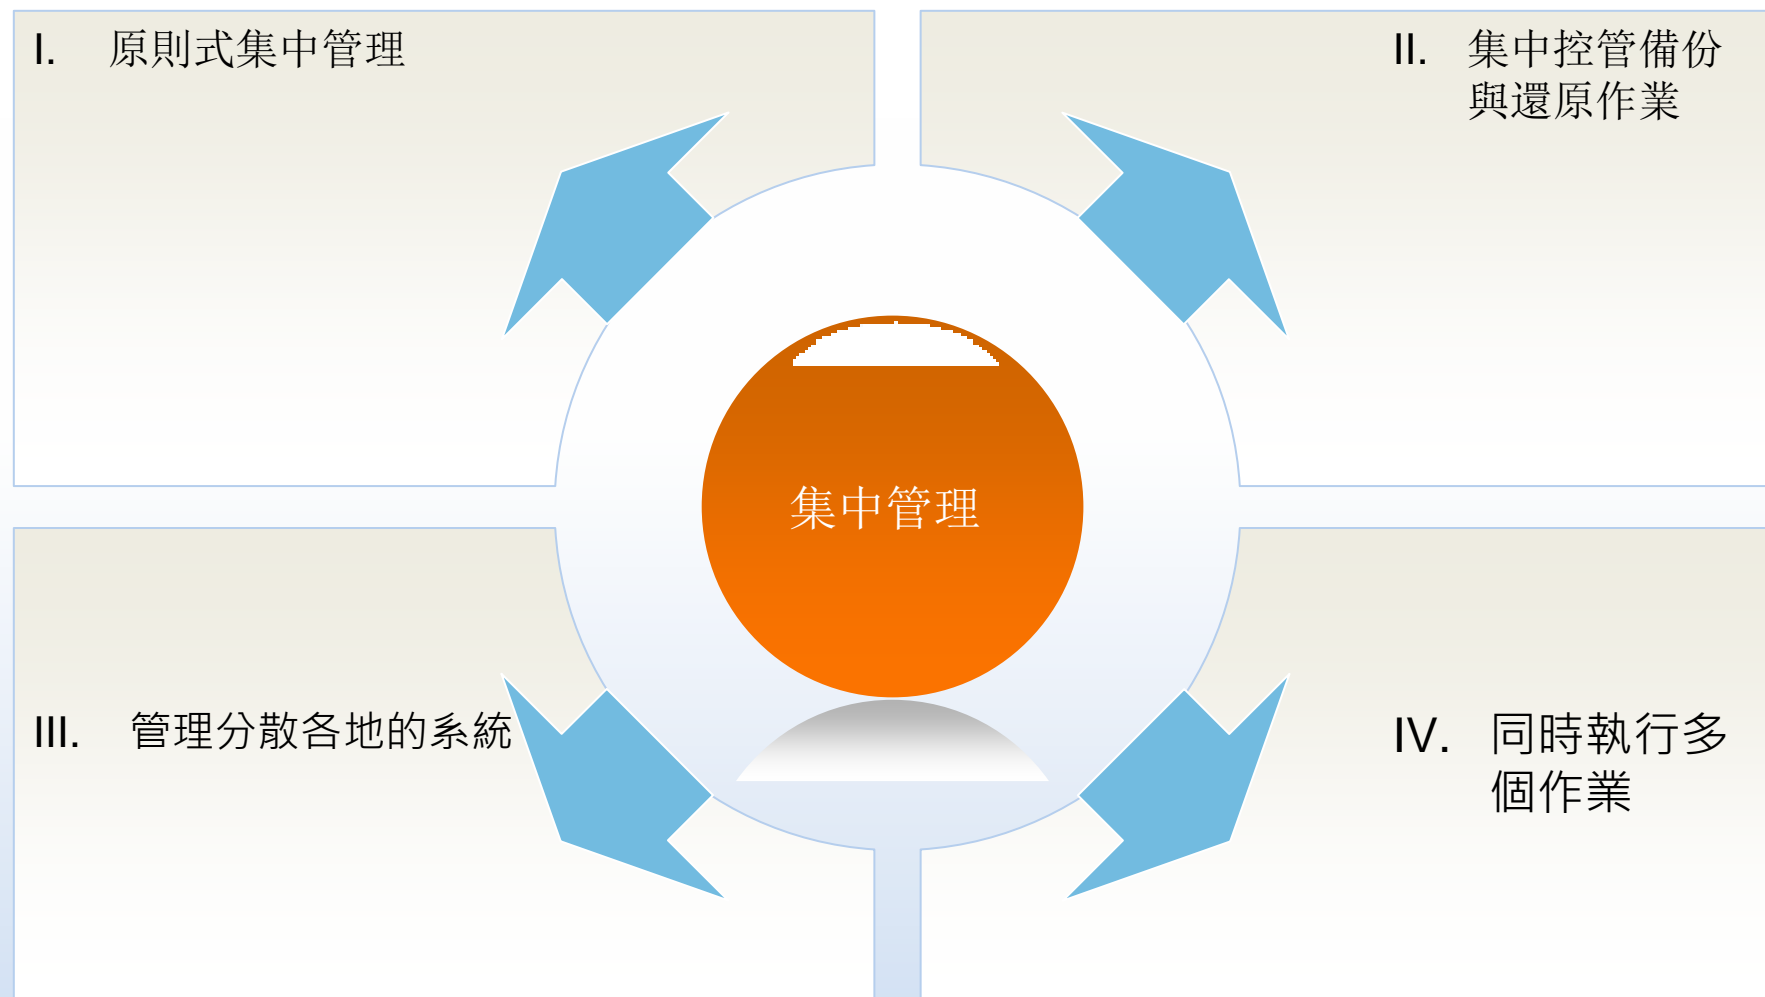 I. 原則式集中管理
II. 集中控管備份
與還原作業
集中管理
III. 管理分散各地的系統
IV. 同時執行多
個作業